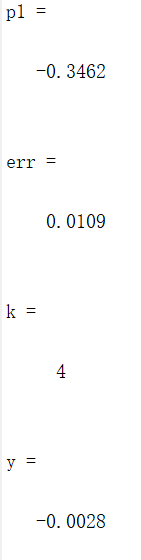 p1 =
-0.3462
err =
0.0109
k =
4
y =
-0.0028